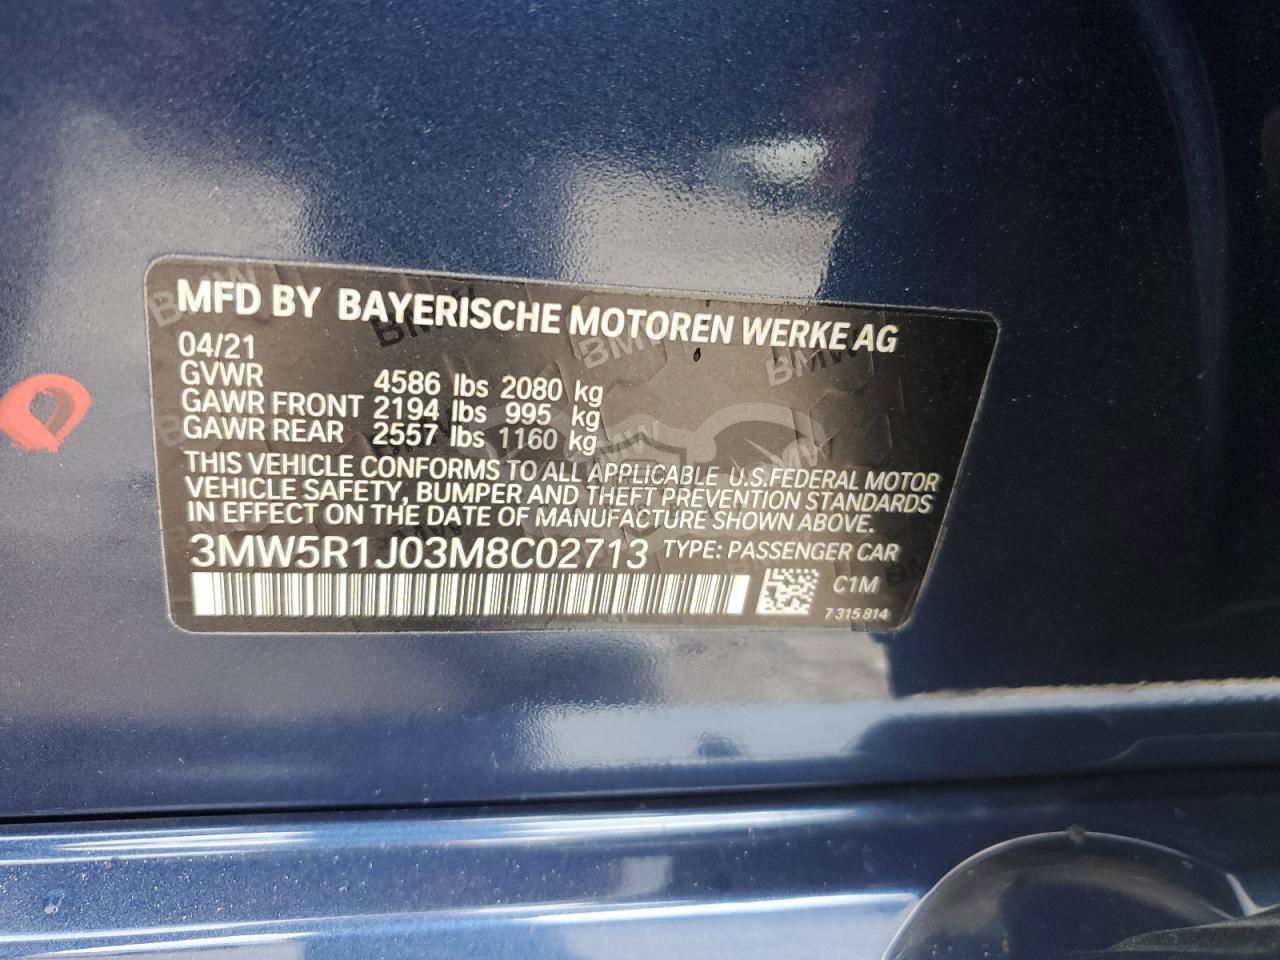 MFD BY BAYERISCHE MOTOREN WERKE AG
04/21
GVWR 4586 lbs 2080 kg
GAWR FRONT 2194 lbs 995 kg
GAWR REAR 2557 lbs 1160 kg
THIS VEHICLE CONFORMS TO ALL APPLICABLE U.S.FEDERAL MOTOR
VEHICLE SAFETY, BUMPER AND THEFT PREVENTION STANDARDS
IN EFFECT ON THE DATE OF MANUFACTURE SHOWN ABOVE.
3MW5R1J03M8C02713 TYPE: PASSENGER CAR
C1M
7 315 814